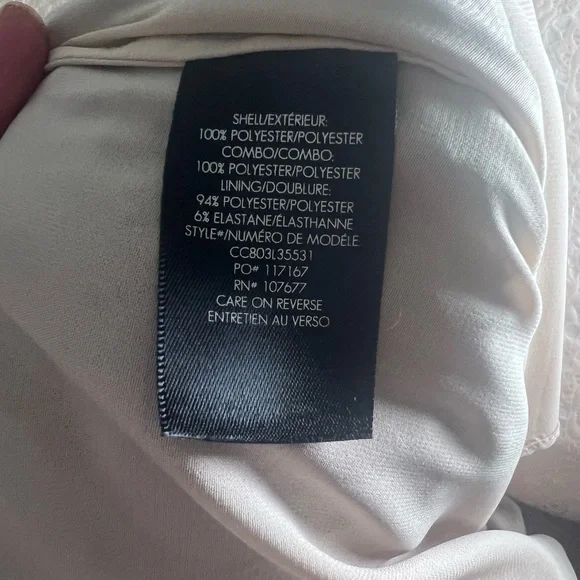 SHELL/EXTÉRIEUR:
100% POLYESTER/POLYESTER
COMBO/COMBO:
100% POLYESTER/POLYESTER
LINING/DOUBLURE:
94% POLYESTER/POLYESTER
6% ELASTANE/ÉLASTHANNE
STYLE#/NUMÉRO DE MODÈLE
CC803L35531
PO# 117167
RN# 107677
CARE ON REVERSE
ENTRETIEN AU VERSO